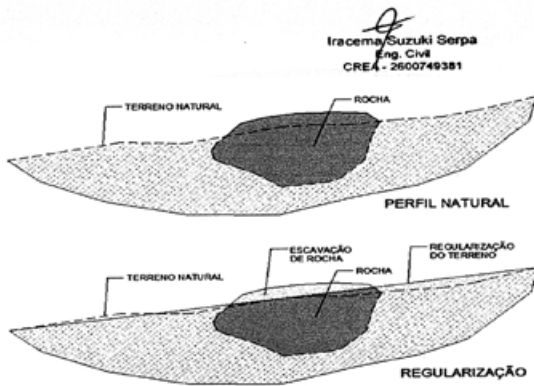 Iracema Suzuki Serpa
Eng. Civil
CREA - 2600749381
TERRENO NATURAL
ROCHA
PERFIL NATURAL
ESCAVAÇÃO
DE ROCHA
REGULARIZAÇÃO
DO TERRENO
TERRENO NATURAL
ROCHA
REGULARIZAÇÃO